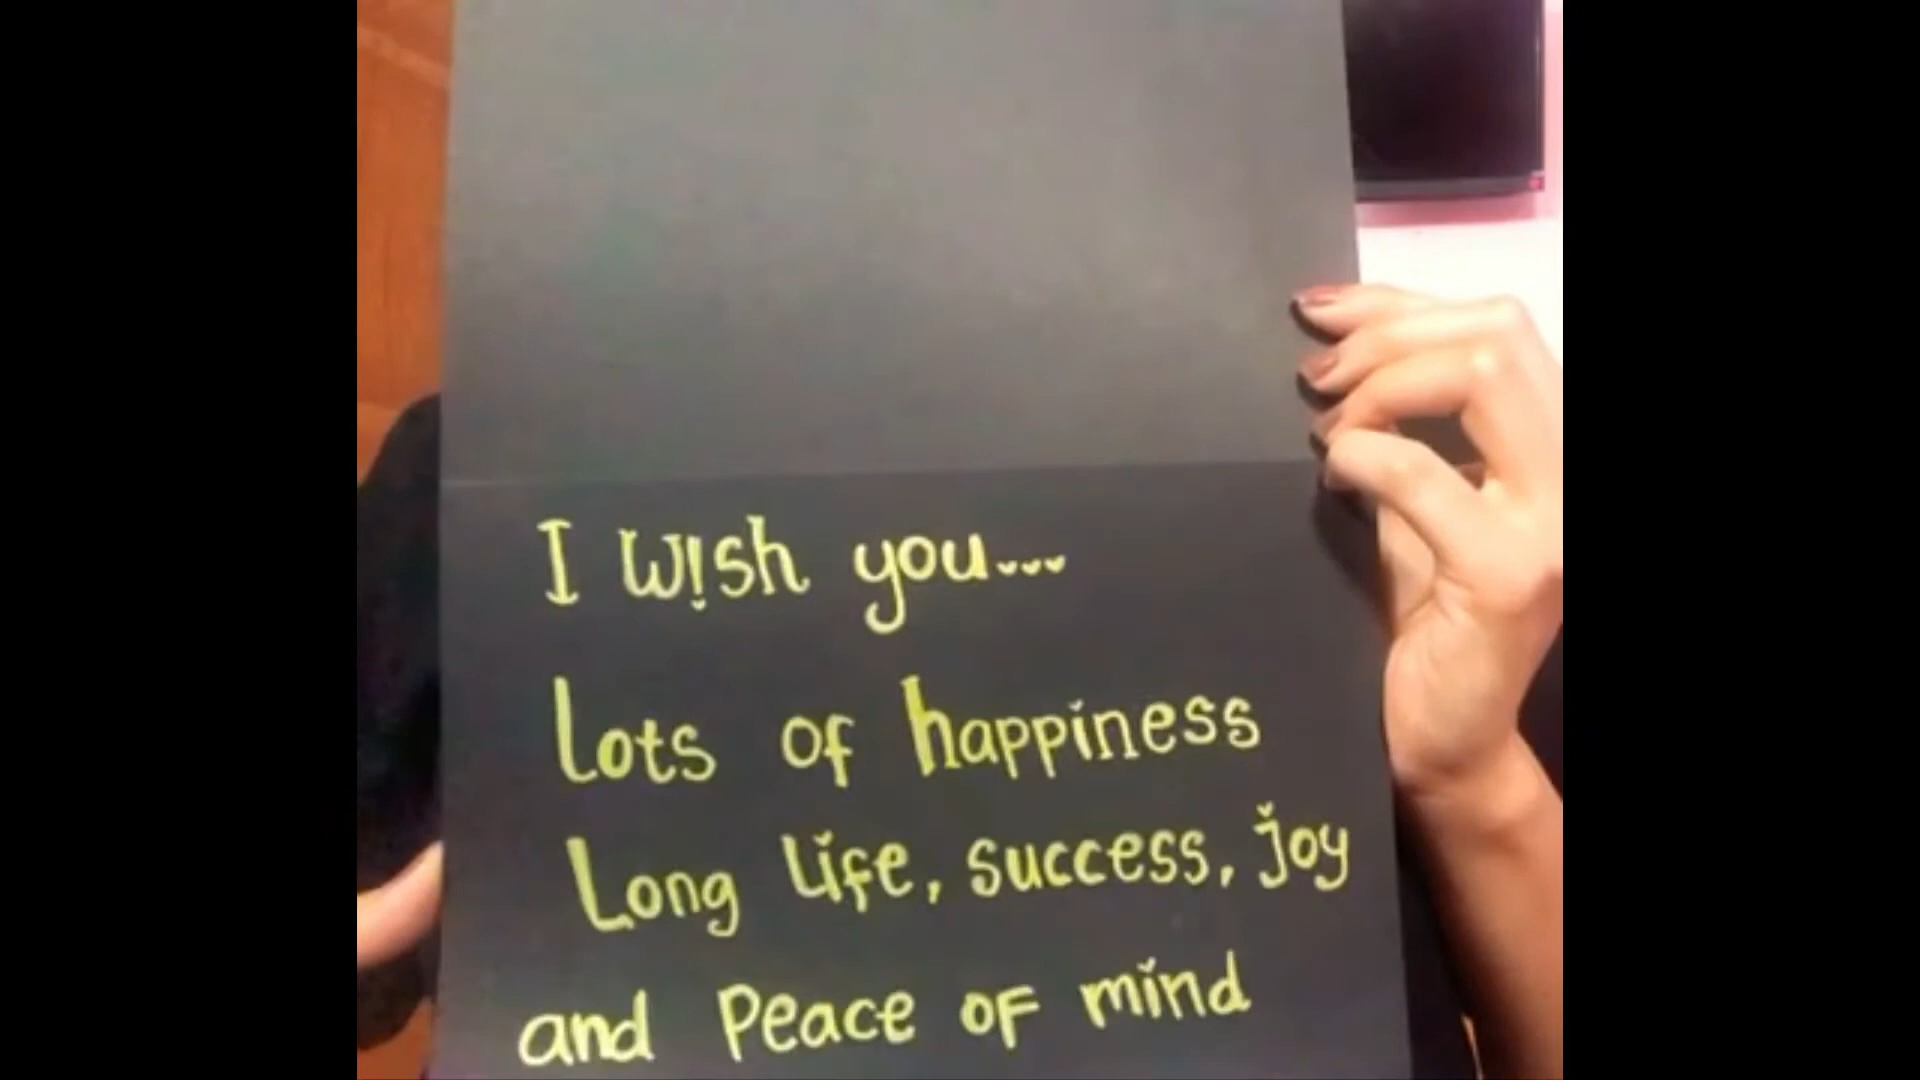 I wish you...
Lots of happiness
Long life, success, joy
and Peace of mind